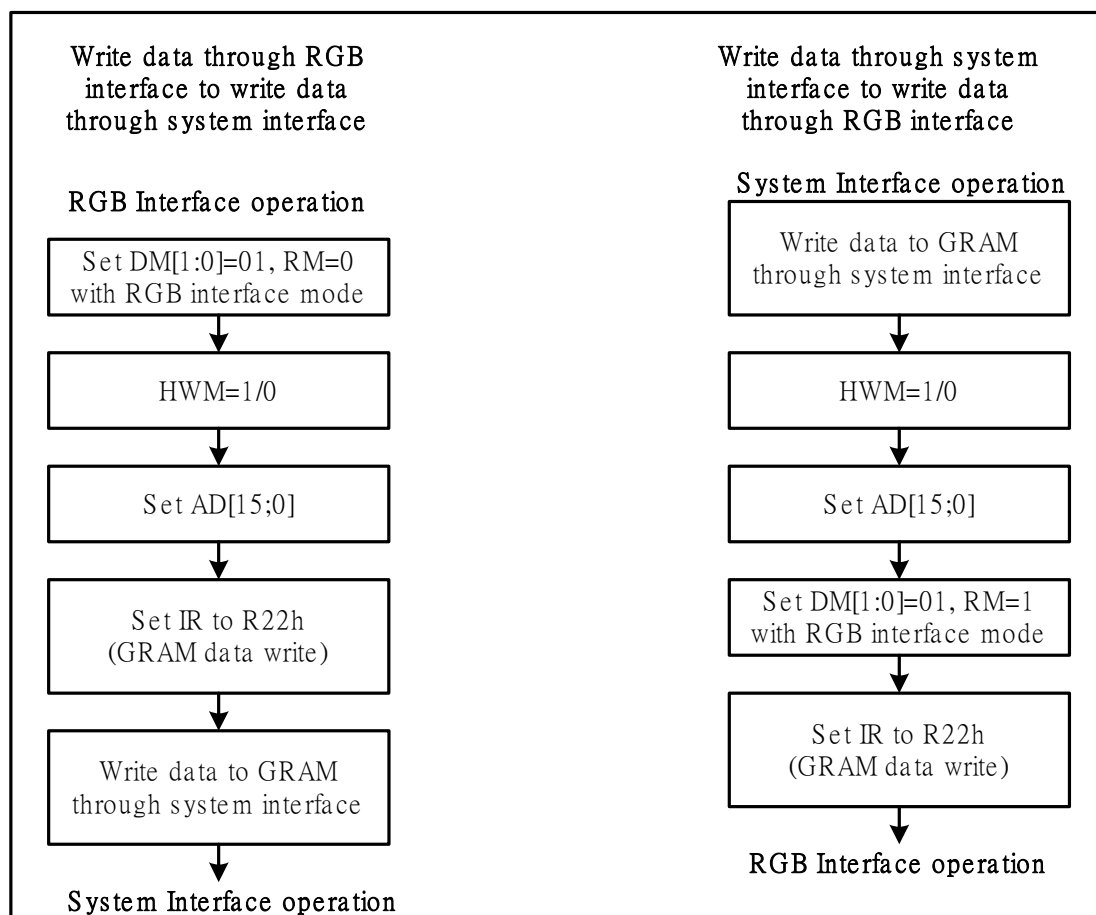 Write data through RGB
interface to write data
through system interface
RGB Interface operation
Set DM[1:0]=01, RM=0
with RGB interface mode
HWM=1/0
Set AD[15;0]
Set IR to R22h
(GRAM data write)
Write data to GRAM
through system interface
System Interface operation
Write data through system
interface to write data
through RGB interface
System Interface operation
Write data to GRAM
through system interface
HWM=1/0
Set AD[15;0]
Set DM[1:0]=01, RM=1
with RGB interface mode
Set IR to R22h
(GRAM data write)
RGB Interface operation